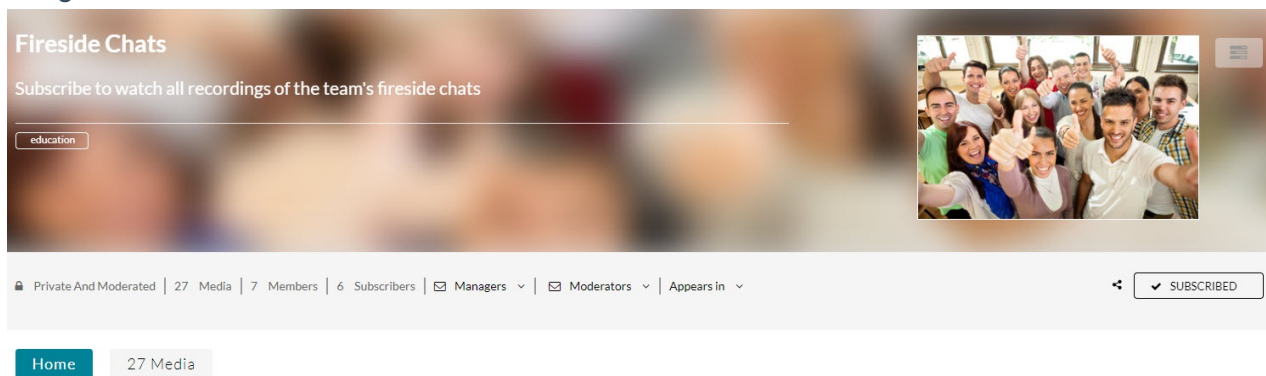 Fireside Chats
Subscribe to watch all recordings of the team's fireside chats
education
Private And Moderated | 27 Media | 7 Members | 6 Subscribers | Managers | Moderators | Appears in
SUBSCRIBED
Home
27 Media